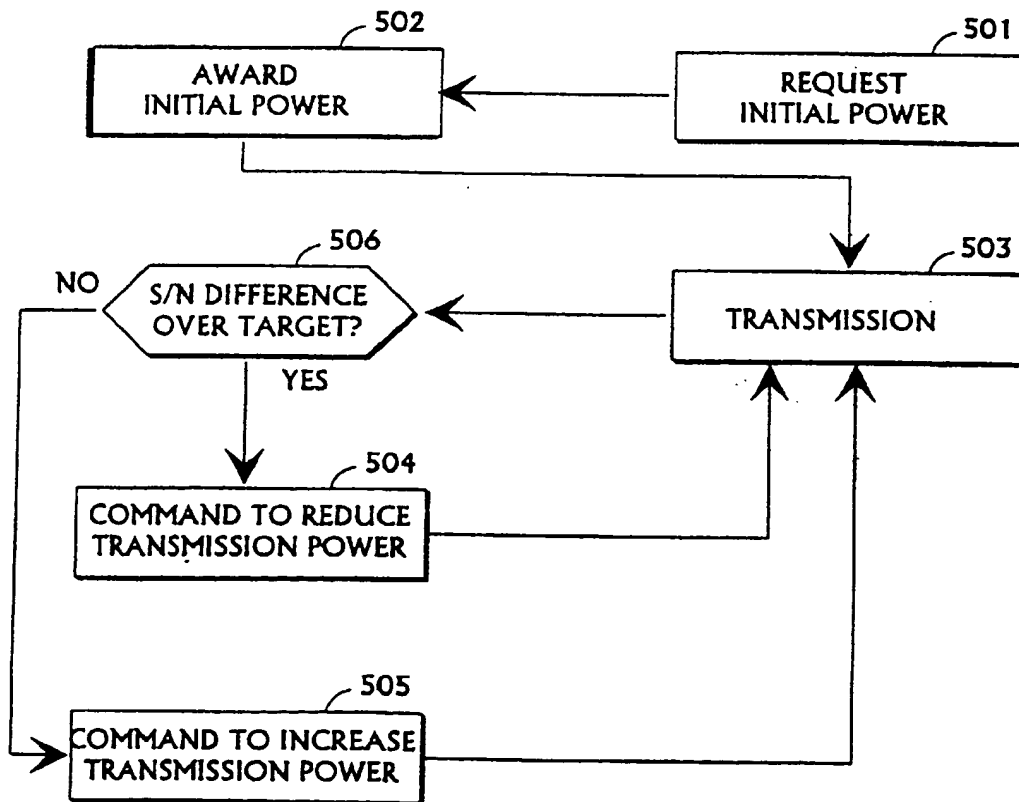 502
AWARD
INITIAL POWER
501
REQUEST
INITIAL POWER
506
S/N DIFFERENCE
OVER TARGET?
NO
YES
503
TRANSMISSION
504
COMMAND TO REDUCE
TRANSMISSION POWER
505
COMMAND TO INCREASE
TRANSMISSION POWER